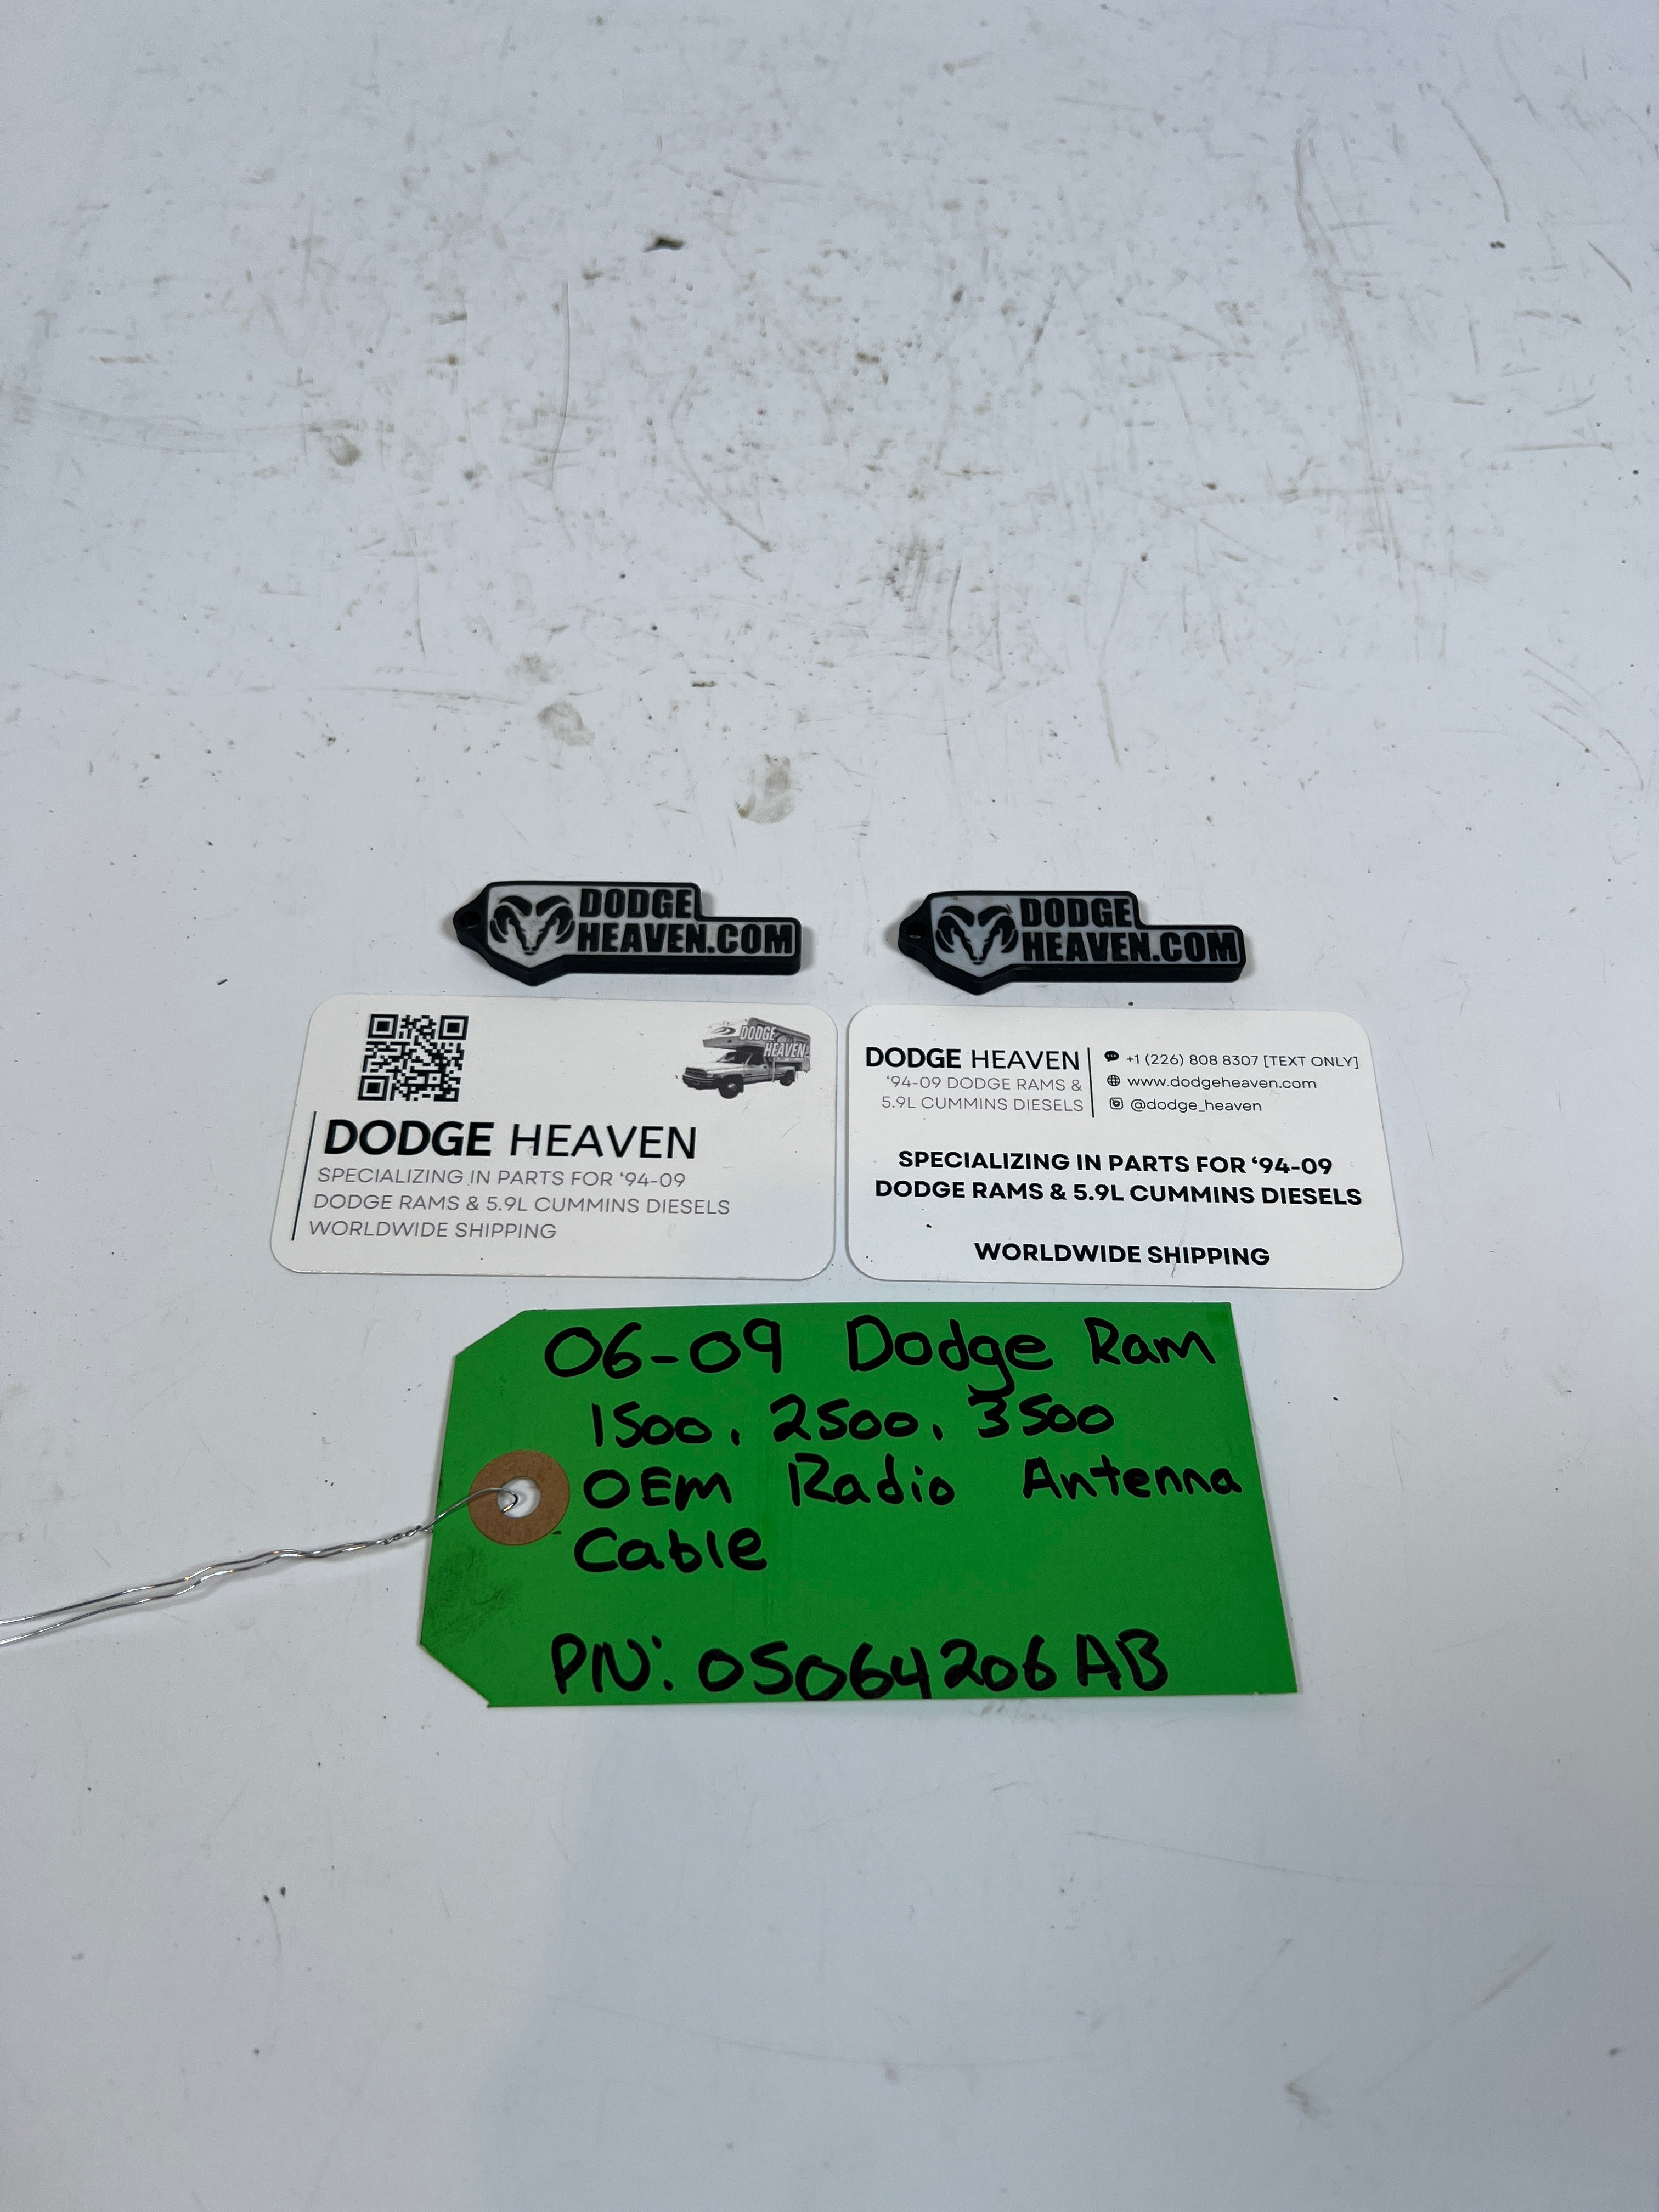 DODGE
HEAVEN.COM
DODGE
HEAVEN.COM
DODGE
HEAVEN
DODGE HEAVEN
SPECIALIZING IN PARTS FOR ‘94-09
DODGE RAMS & 5.9L CUMMINS DIESELS
WORLDWIDE SHIPPING
DODGE HEAVEN
‘94-09 DODGE RAMS &
5.9L CUMMINS DIESELS
+1 (226) 808 8307 [TEXT ONLY]
www.dodgeheaven.com
@dodge_heaven
SPECIALIZING IN PARTS FOR ‘94-09
DODGE RAMS & 5.9L CUMMINS DIESELS
WORLDWIDE SHIPPING
06-09 Dodge Ram
1500, 2500, 3500
OEM Radio Antenna
Cable
PN: 05064206AB